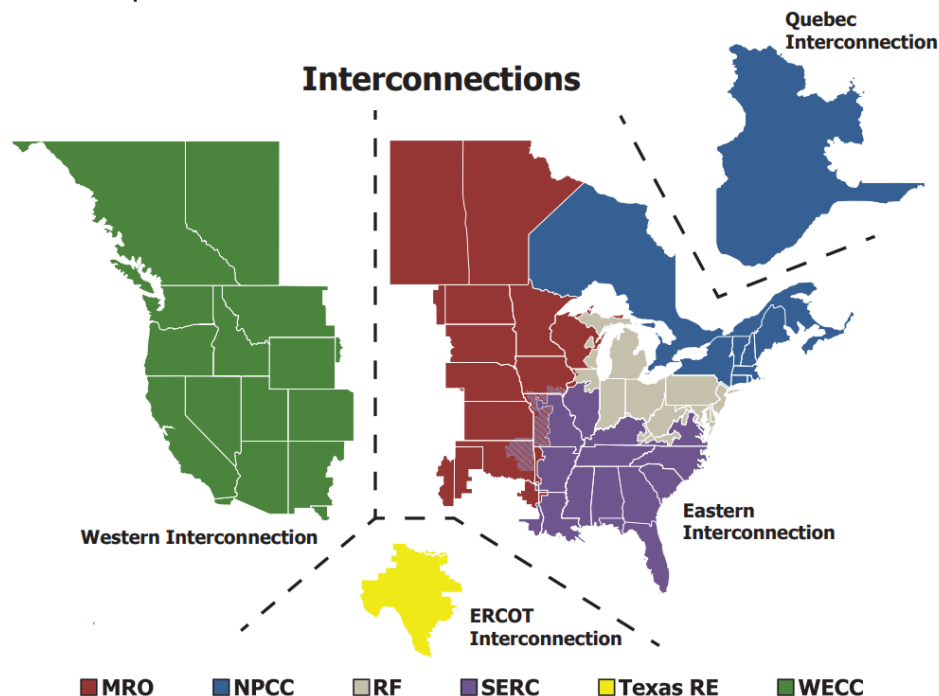 Quebec
Interconnection
Interconnections
Western Interconnection
Eastern
Interconnection
ERCOT
Interconnection
MRO NPCC RF SERC Texas RE WECC